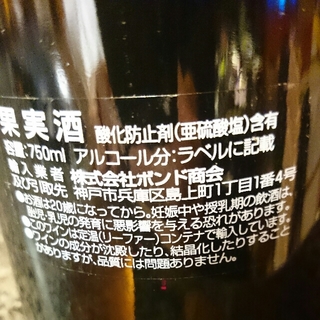 果実酒 酸化防止剤(亜硫酸塩)含有
容量:750ml アルコール分:ラベルに記載
輸入業者 株式会社ボンド商会
及び引取先 神戸市兵庫区島上町1丁目1番4号
●お酒は20歳になってから。妊娠中や授乳期の飲酒は、
胎児・乳児の発育に悪影響を与える恐れがあります。
●このワインは定温(リーファー)コンテナで輸入しています。
●ワインの成分が沈殿したり、結晶化したりすること
がありますが、品質には問題ありません。